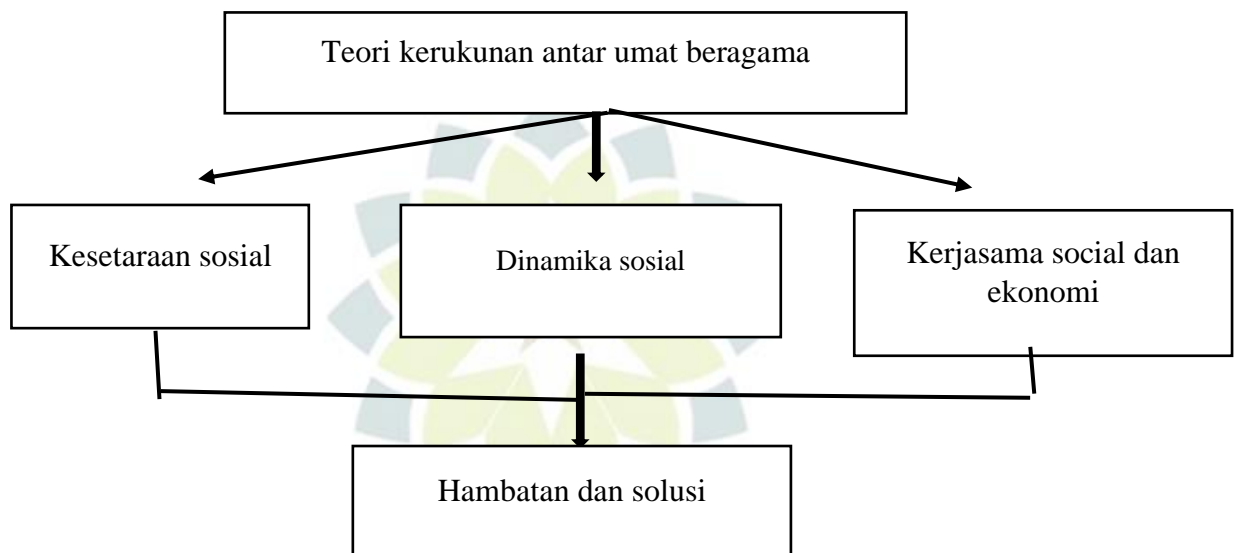 Teori kerukunan antar umat beragama
Kesetaraan sosial
Dinamika sosial
Kerjasama social dan
ekonomi
Hambatan dan solusi